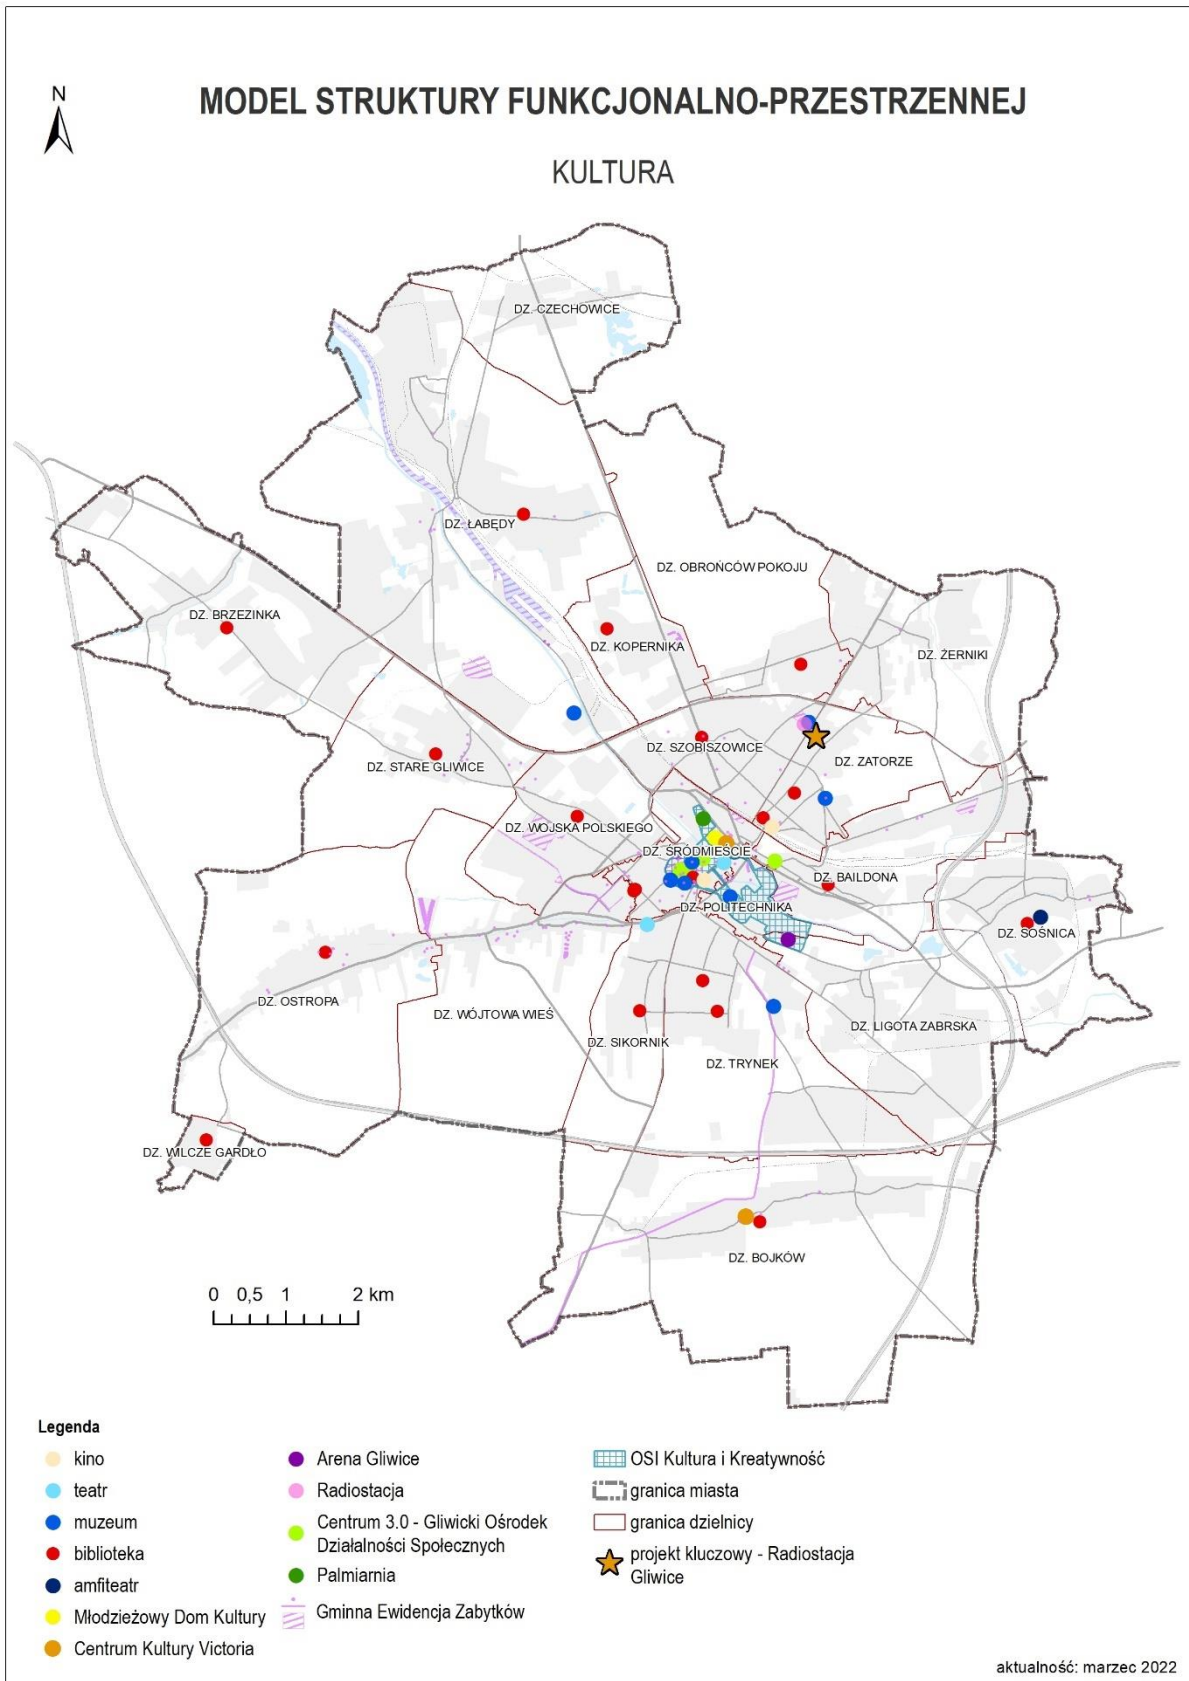 MODEL STRUKTURY FUNKCJONALNO-PRZESTRZENNEJ
N
KULTURA
DZ. CZECHOWICE
DZ. ŁABĘDY
DZ. OBROŃCÓW POKOJU
DZ. BRZEZINKA
DZ. KOPERNIKA
DZ. ŻERNIKI
DZ. SZOBISZOWICE
DZ. STARE GLIWICE
DZ. ZATORZE
DZ. WOJSKA POLSKIEGO
DZ. ŚRÓDMIEŚCIE
DZ. BAILDONA
DZ. POLITECHNIKA
DZ. SOŚNICA
DZ. OSTROPA
DZ. WÓJTOWA WIEŚ
DZ. LIGOTA ZABRSKA
DZ. SIKORNIK
DZ. TRYNEK
DZ. WILCZE GARDŁO
DZ. BOJKÓW
0 0,5 1 2 km
Legenda
kino
teatr
muzeum
biblioteka
amfiteatr
Młodzieżowy Dom Kultury
Centrum Kultury Victoria
Arena Gliwice
Radiostacja
Centrum 3.0 - Gliwicki Ośrodek
Działalności Społecznych
Palmiarnia
Gminna Ewidencja Zabytków
OSI Kultura i Kreatywność
granica miasta
granica dzielnicy
projekt kluczowy - Radiostacja
Gliwice
aktualność: marzec 2022